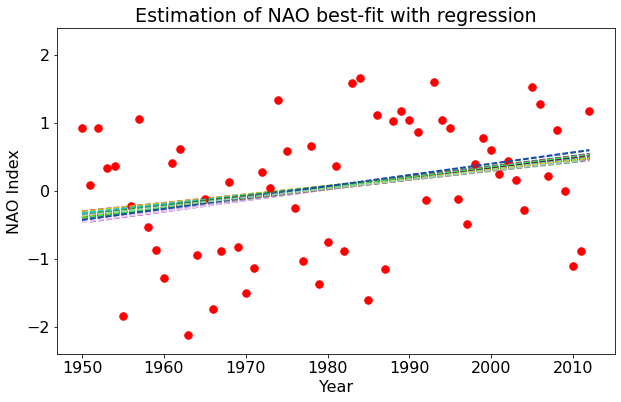 Estimation of NAO best-fit with regression
NAO Index
2
1
0
−1
−2
1950 1960 1970 1980 1990 2000 2010
Year